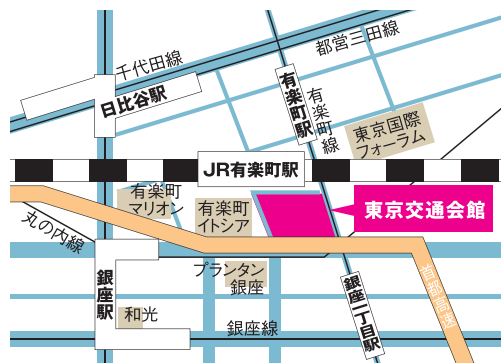 千代田線
都営三田線
日比谷駅
有楽町駅
有楽町線
東京国際
フォーラム
JR有楽町駅
有楽町
マリオン
有楽町
イトシア
東京交通会館
丸の内線
プランタン
銀座
銀座駅
銀座一丁目駅
首都高速
和光
銀座線